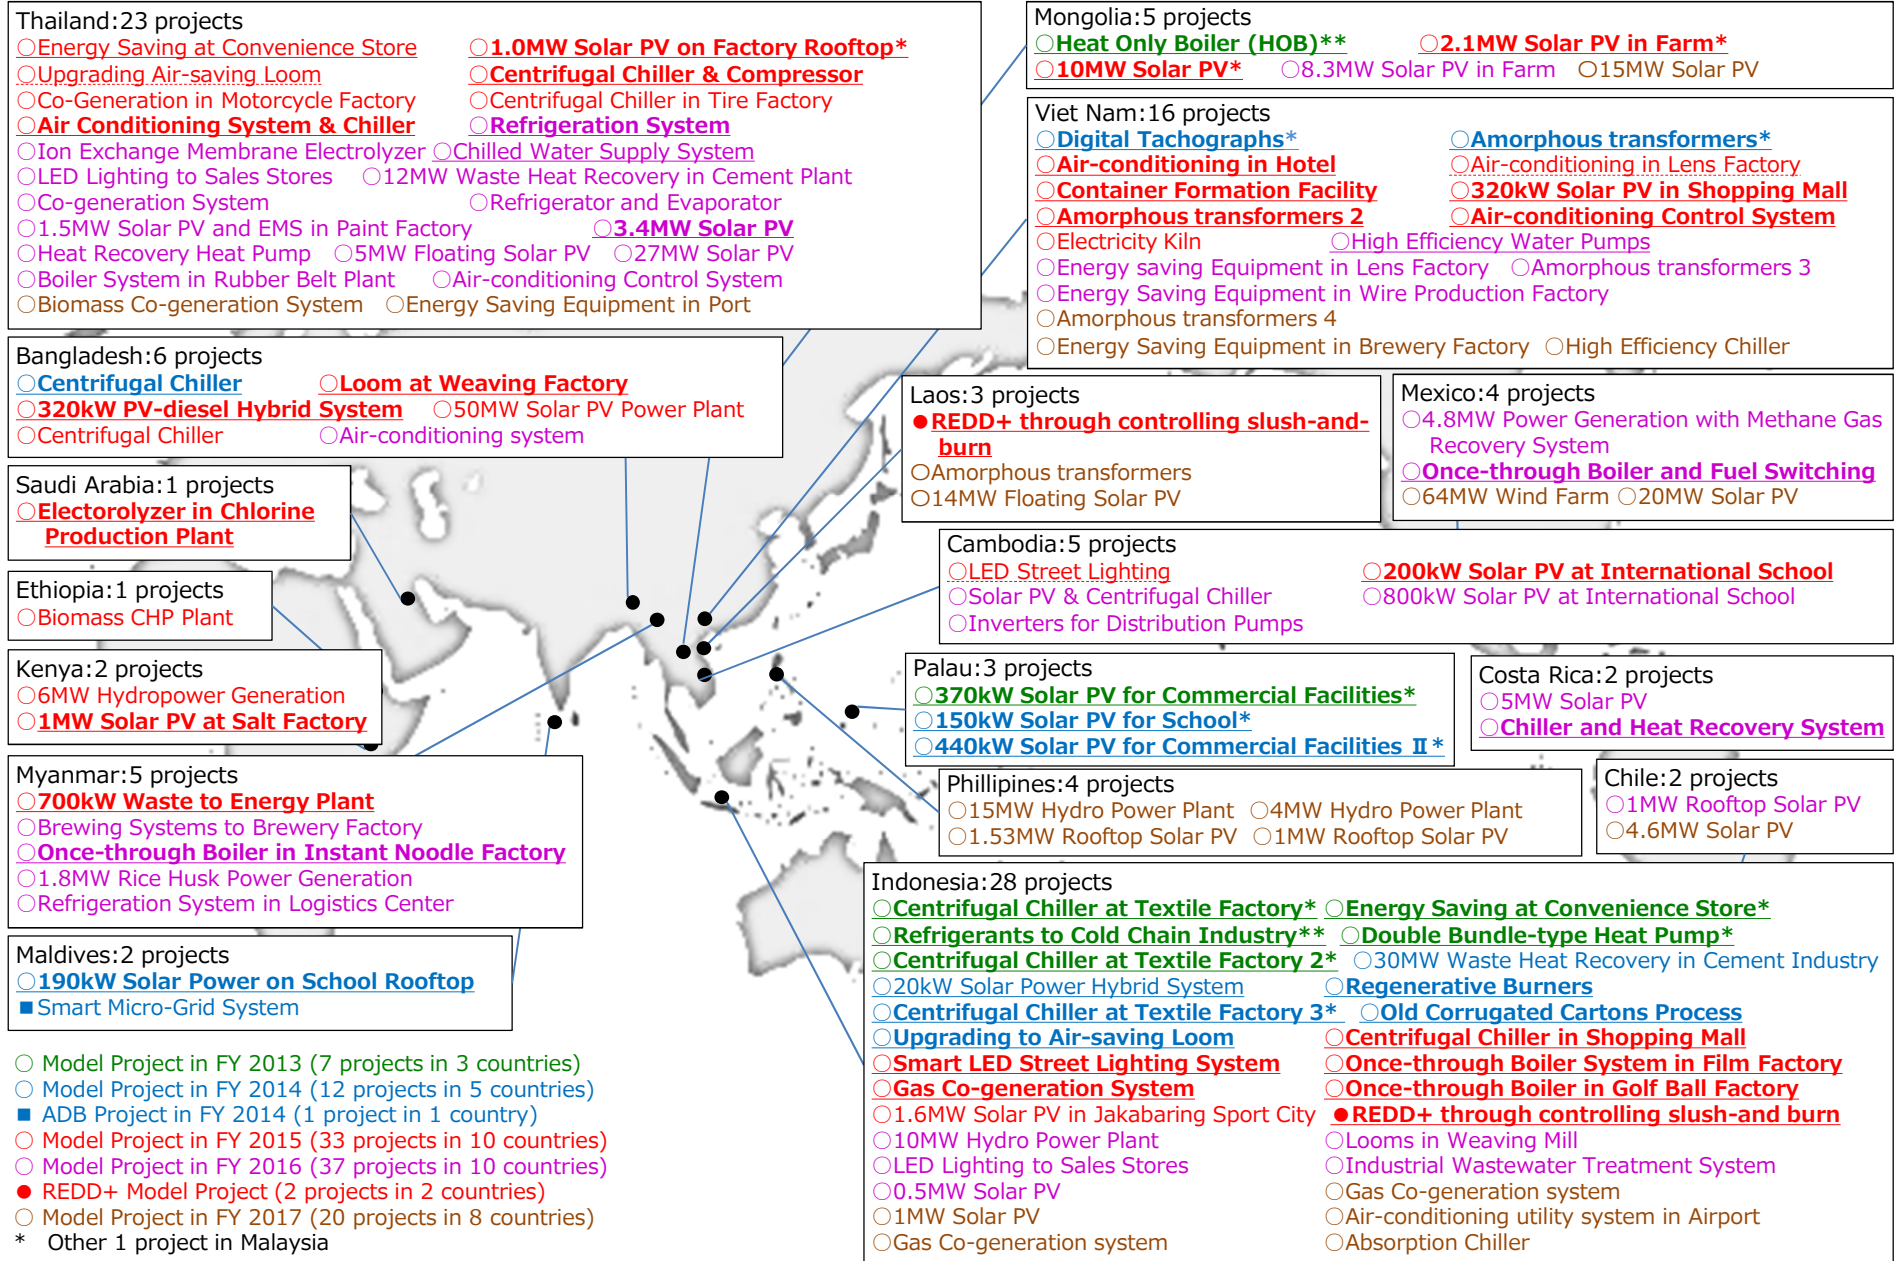 Thailand:23 projects
○Energy Saving at Convenience Store ○1.0MW Solar PV on Factory Rooftop*
○Upgrading Air-saving Loom ○Centrifugal Chiller & Compressor
○Co-Generation in Motorcycle Factory ○Centrifugal Chiller in Tire Factory
○Air Conditioning System & Chiller ○Refrigeration System
○Ion Exchange Membrane Electrolyzer ○Chilled Water Supply System
○LED Lighting to Sales Stores ○12MW Waste Heat Recovery in Cement Plant
○Co-generation System ○Refrigerator and Evaporator
○1.5MW Solar PV and EMS in Paint Factory ○3.4MW Solar PV
○Heat Recovery Heat Pump ○5MW Floating Solar PV ○27MW Solar PV
○Boiler System in Rubber Belt Plant ○Air-conditioning Control System
○Biomass Co-generation System ○Energy Saving Equipment in Port
Mongolia:5 projects
○Heat Only Boiler (HOB)** ○2.1MW Solar PV in Farm*
○10MW Solar PV* ○8.3MW Solar PV in Farm ○15MW Solar PV
Viet Nam:16 projects
○Digital Tachographs* ○Amorphous transformers*
○Air-conditioning in Hotel ○Air-conditioning in Lens Factory
○Container Formation Facility ○320kW Solar PV in Shopping Mall
○Amorphous transformers 2 ○Air-conditioning Control System
○Electricity Kiln ○High Efficiency Water Pumps
○Energy saving Equipment in Lens Factory ○Amorphous transformers 3
○Energy Saving Equipment in Wire Production Factory
○Amorphous transformers 4
○Energy Saving Equipment in Brewery Factory ○High Efficiency Chiller
Bangladesh:6 projects
○Centrifugal Chiller ○Loom at Weaving Factory
○320kW PV-diesel Hybrid System ○50MW Solar PV Power Plant
○Centrifugal Chiller ○Air-conditioning system
Laos:3 projects
●REDD+ through controlling slush-and-
burn
○Amorphous transformers
○14MW Floating Solar PV
Mexico:4 projects
○4.8MW Power Generation with Methane Gas
Recovery System
○Once-through Boiler and Fuel Switching
○64MW Wind Farm ○20MW Solar PV
Saudi Arabia:1 projects
○Electorolyzer in Chlorine
Production Plant
Cambodia:5 projects
○LED Street Lighting ○200kW Solar PV at International School
○Solar PV & Centrifugal Chiller ○800kW Solar PV at International School
○Inverters for Distribution Pumps
Ethiopia:1 projects
○Biomass CHP Plant
Kenya:2 projects
○6MW Hydropower Generation
○1MW Solar PV at Salt Factory
Palau:3 projects
○370kW Solar PV for Commercial Facilities*
○150kW Solar PV for School*
○440kW Solar PV for Commercial Facilities Ⅱ*
Costa Rica:2 projects
○5MW Solar PV
○Chiller and Heat Recovery System
Myanmar:5 projects
○700kW Waste to Energy Plant
○Brewing Systems to Brewery Factory
○Once-through Boiler in Instant Noodle Factory
○1.8MW Rice Husk Power Generation
○Refrigeration System in Logistics Center
Phillipines:4 projects
○15MW Hydro Power Plant ○4MW Hydro Power Plant
○1.53MW Rooftop Solar PV ○1MW Rooftop Solar PV
Chile:2 projects
○1MW Rooftop Solar PV
○4.6MW Solar PV
Maldives:2 projects
○190kW Solar Power on School Rooftop
■Smart Micro-Grid System
Indonesia:28 projects
○Centrifugal Chiller at Textile Factory* ○Energy Saving at Convenience Store*
○Refrigerants to Cold Chain Industry** ○Double Bundle-type Heat Pump*
○Centrifugal Chiller at Textile Factory 2* ○30MW Waste Heat Recovery in Cement Industry
○20kW Solar Power Hybrid System ○Regenerative Burners
○Centrifugal Chiller at Textile Factory 3* ○Old Corrugated Cartons Process
○Upgrading to Air-saving Loom ○Centrifugal Chiller in Shopping Mall
○Smart LED Street Lighting System ○Once-through Boiler System in Film Factory
○Gas Co-generation System ○Once-through Boiler in Golf Ball Factory
○1.6MW Solar PV in Jakabaring Sport City ●REDD+ through controlling slush-and burn
○10MW Hydro Power Plant ○Looms in Weaving Mill
○LED Lighting to Sales Stores ○Industrial Wastewater Treatment System
○0.5MW Solar PV ○Gas Co-generation system
○1MW Solar PV ○Air-conditioning utility system in Airport
○Gas Co-generation system ○Absorption Chiller
○ Model Project in FY 2013 (7 projects in 3 countries)
○ Model Project in FY 2014 (12 projects in 5 countries)
■ ADB Project in FY 2014 (1 project in 1 country)
○ Model Project in FY 2015 (33 projects in 10 countries)
○ Model Project in FY 2016 (37 projects in 10 countries)
● REDD+ Model Project (2 projects in 2 countries)
○ Model Project in FY 2017 (20 projects in 8 countries)
* Other 1 project in Malaysia